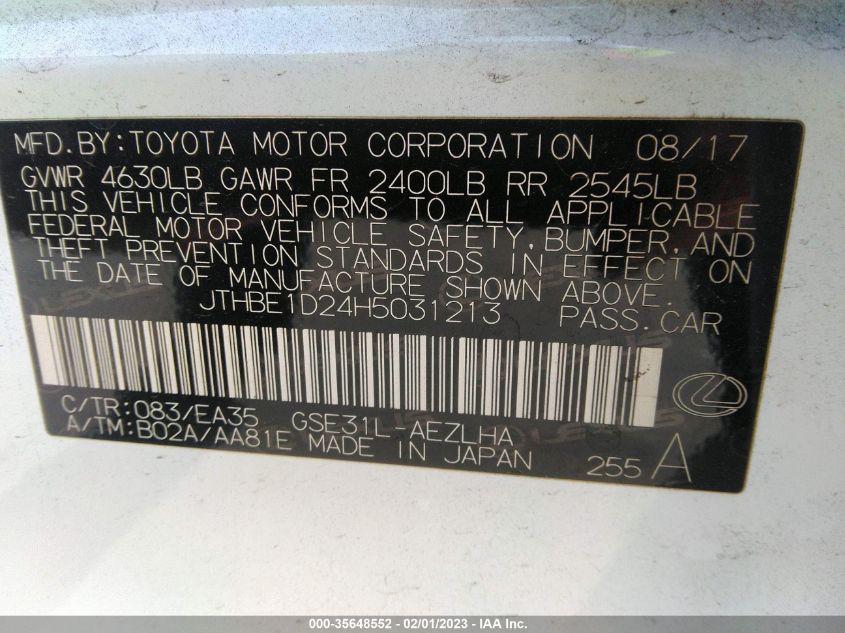 MFD.BY:TOYOTA MOTOR CORPORATION 08/17
GVWR 4630LB GAWR FR 2400LB RR 2545LB
THIS VEHICLE CONFORMS TO ALL APPLICABLE
FEDERAL MOTOR VEHICLE SAFETY, BUMPER, AND
THEFT PREVENTION STANDARDS IN EFFECT ON
THE DATE OF MANUFACTURE SHOWN ABOVE.
JTHBE1D24H5031213 PASS.CAR
C/TR:083/EA35 GSE31L-AEZLHA
A/TM:B02A/AA81E MADE IN JAPAN 255 A
000-35648552 - 02/01/2023 - IAA Inc.